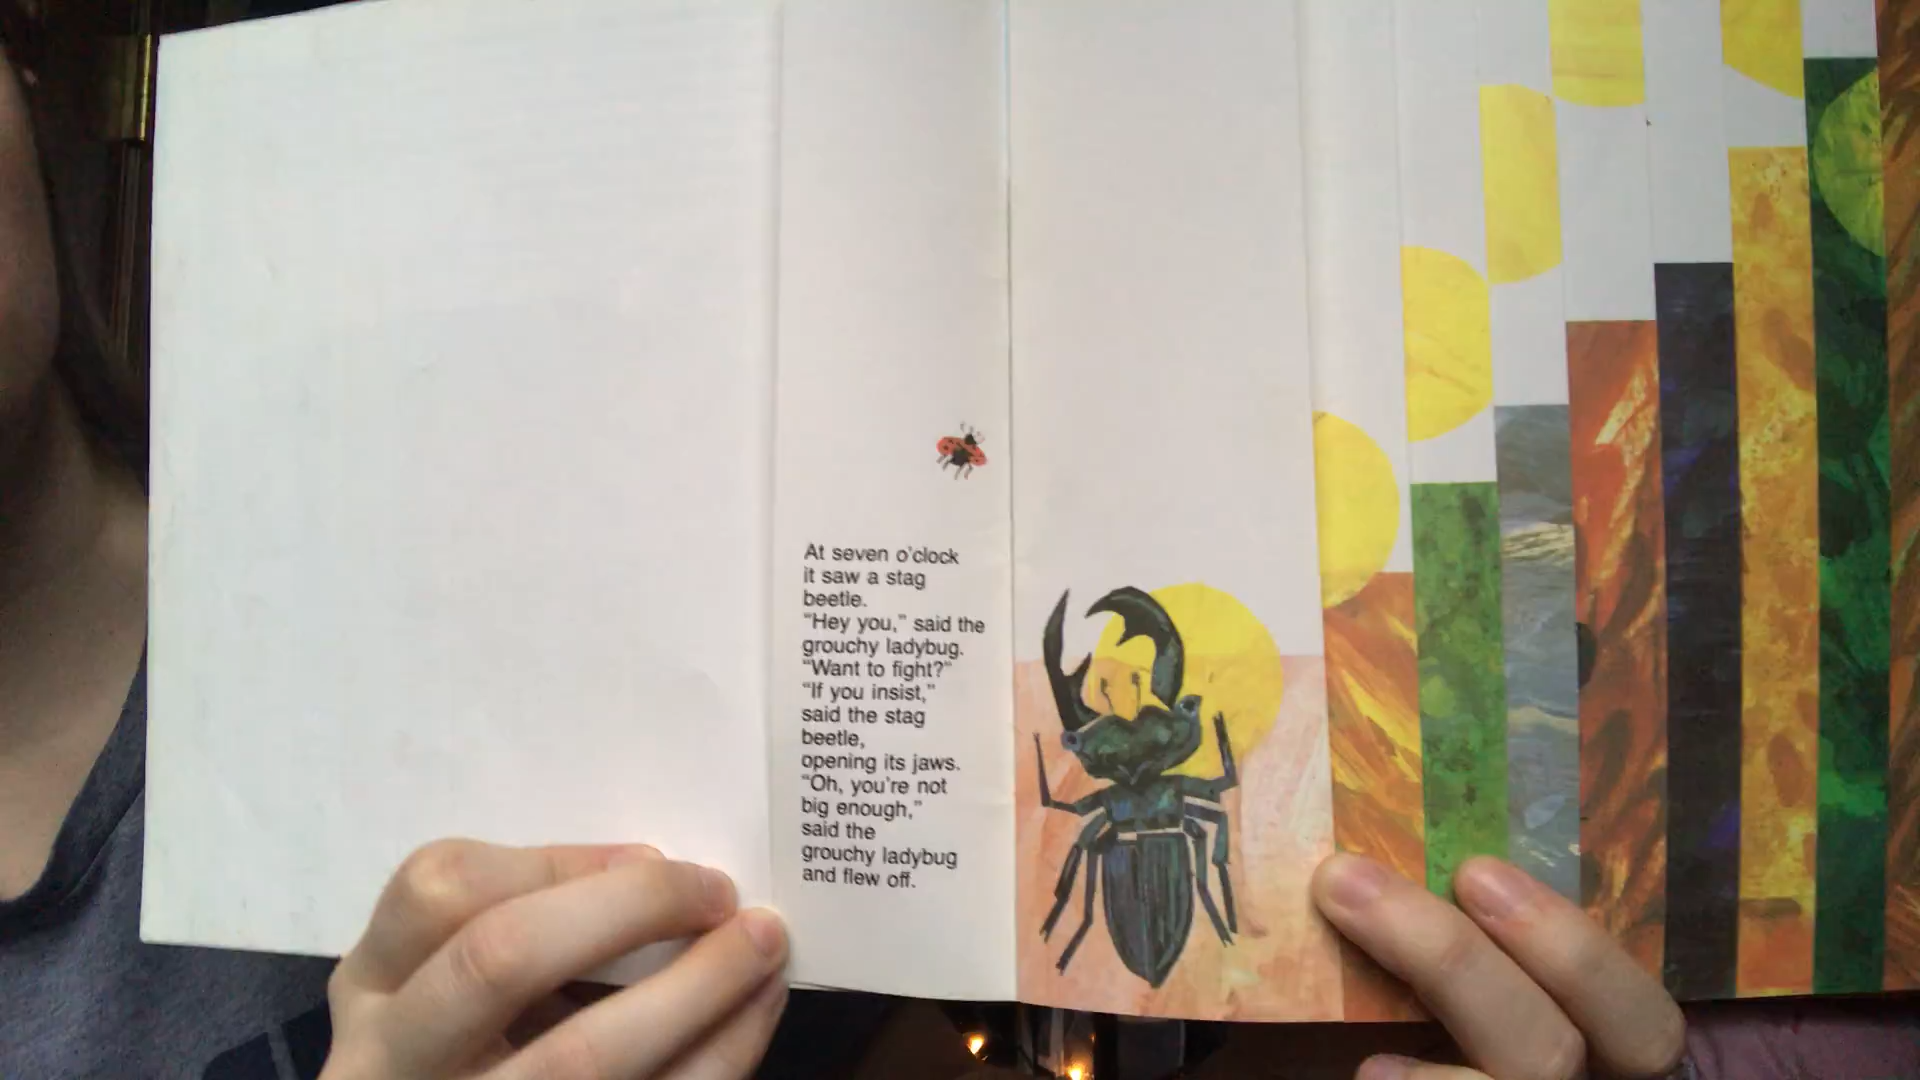 At seven o'clock
it saw a stag
beetle.
“Hey you,” said the
grouchy ladybug.
“Want to fight?”
“If you insist,”
said the stag
beetle,
opening its jaws.
“Oh, you're not
big enough,”
said the
grouchy ladybug
and flew off.